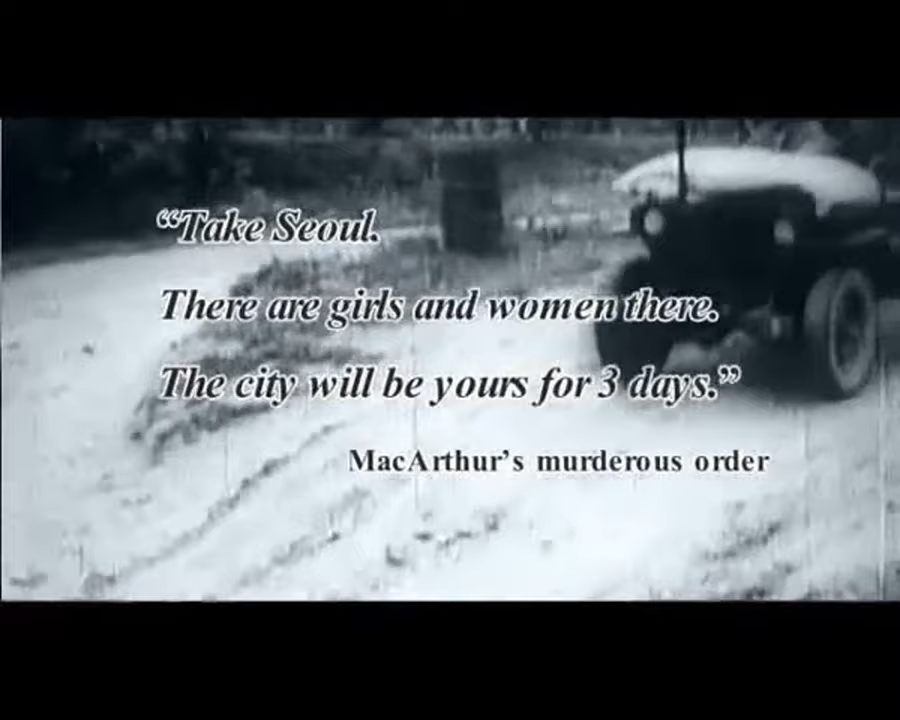 “Take Seoul.
There are girls and women there.
The city will be yours for 3 days.”
MacArthur’s murderous order